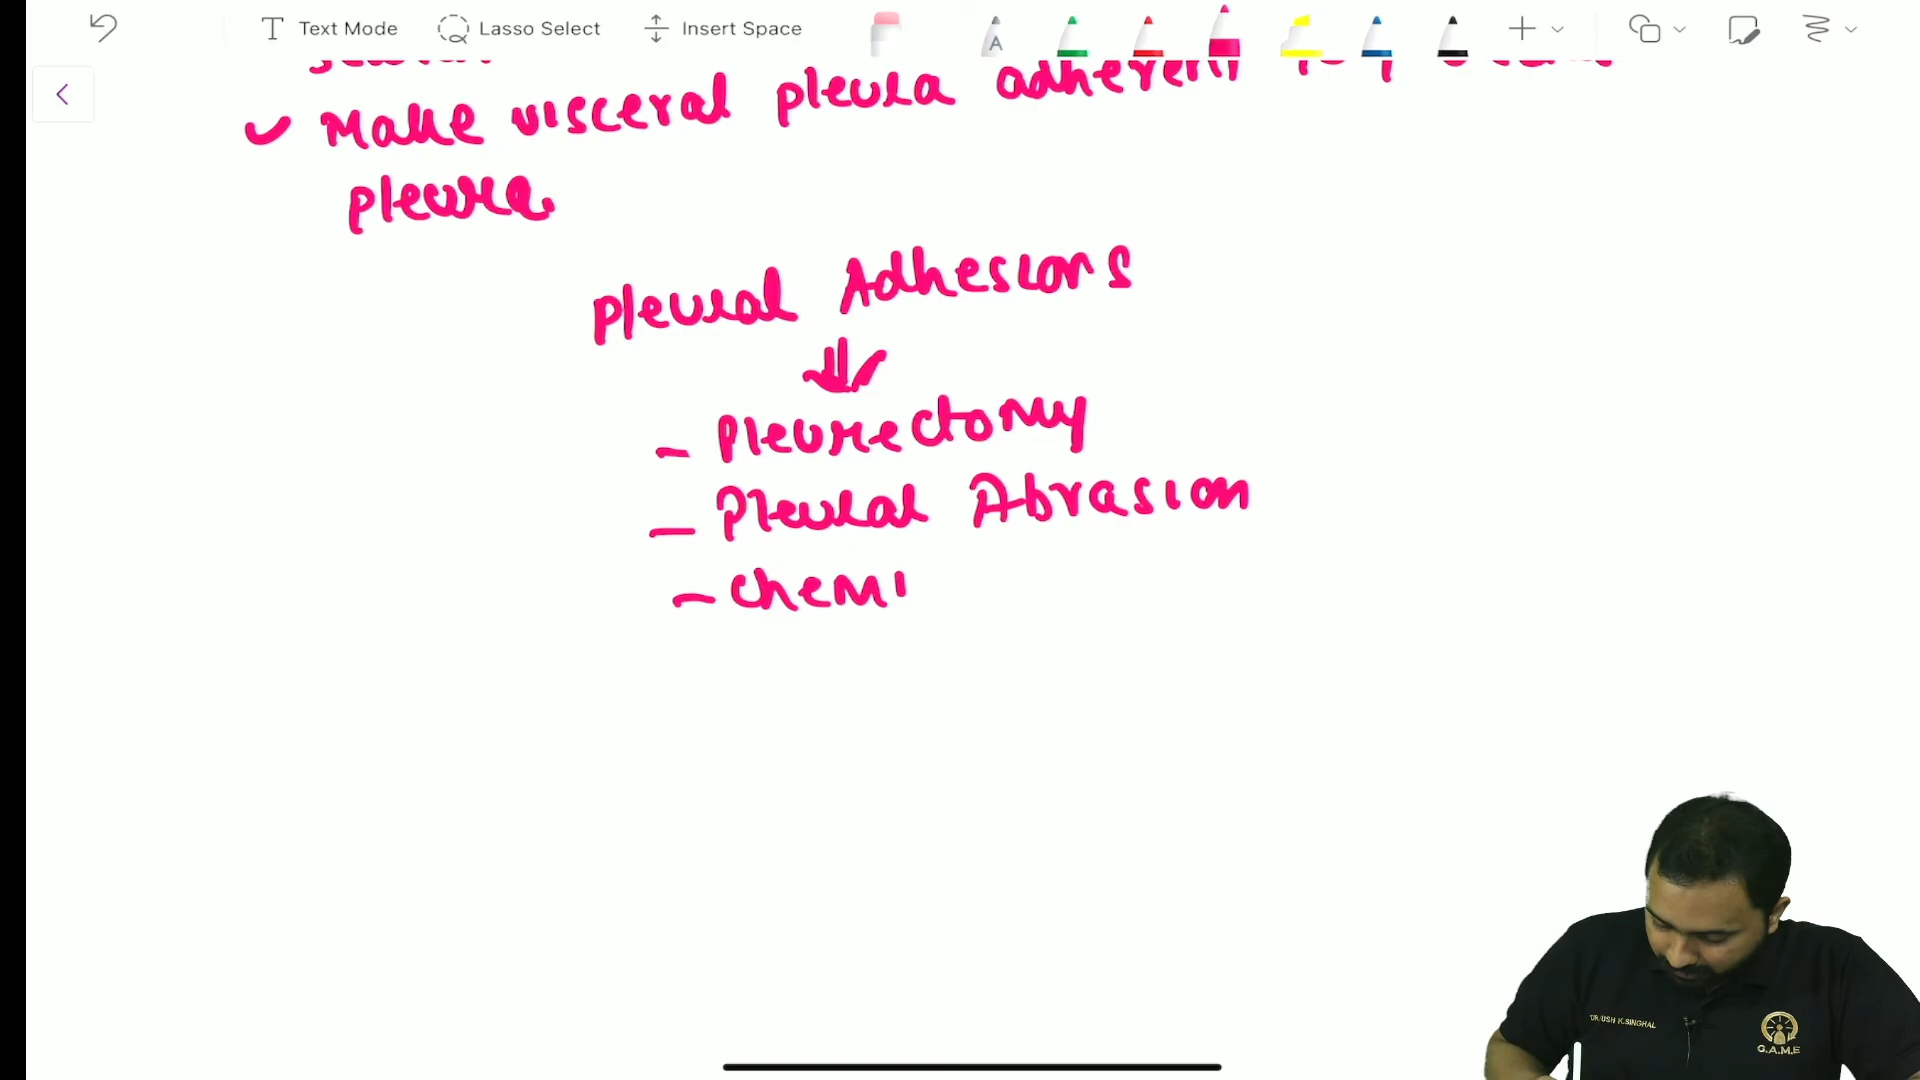 Text Mode Lasso Select Insert Space
Make visceral pleura adherent
pleura
Pleural Adhesions
- Pleurectomy
- Pleural Abrasion
- Chemi
G.A.M.E